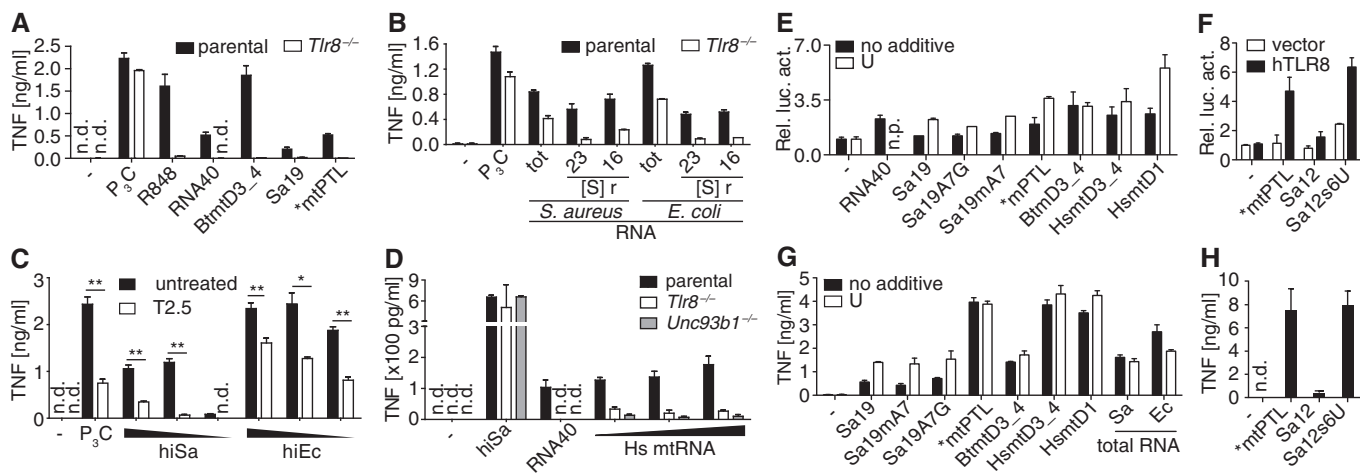 A
TNF [ng/ml]
2.5
2.0
1.5
1.0
0.5
0.0
parental
Tlr8–/–
n.d.
n.d.
n.d.
-
P3C
R848
RNA40
BtmtD3_4
Sa19
*mtPTL
B
TNF [ng/ml]
1.6
1.2
0.8
0.4
0.0
parental
Tlr8–/–
-
P3C
tot
23
16
tot
23
16
[S] r
[S] r
S. aureus
E. coli
RNA
E
Rel. luc. act.
7.0
3.5
0.0
no additive
U
n.p.
-
RNA40
Sa19
Sa19A7G
Sa19mA7
*mPTL
BtmD3_4
HsmtD3_4
HsmtD1
F
Rel. luc. act.
8
6
4
2
0
vector
hTLR8
-
*mtPTL
Sa12
Sa12s6U
C
TNF [ng/ml]
3
2
1
0
untreated
T2.5
**
**
**
**
*
**
n.d.
n.d.
n.d.
-
P3C
hiSa
hiEc
D
TNF [x100 pg/ml]
9
6
3
2
1
0
parental
Tlr8–/–
Unc93b1–/–
n.d.
n.d.
n.d.
n.d.
n.d.
-
hiSa
RNA40
Hs mtRNA
G
TNF [ng/ml]
5
4
3
2
1
0
no additive
U
-
Sa19
Sa19mA7
Sa19A7G
*mtPTL
BtmtD3_4
HsmtD3_4
HsmtD1
Sa
Ec
total RNA
H
TNF [ng/ml]
10
8
6
4
2
0
n.d.
-
*mtPTL
Sa12
Sa12s6U